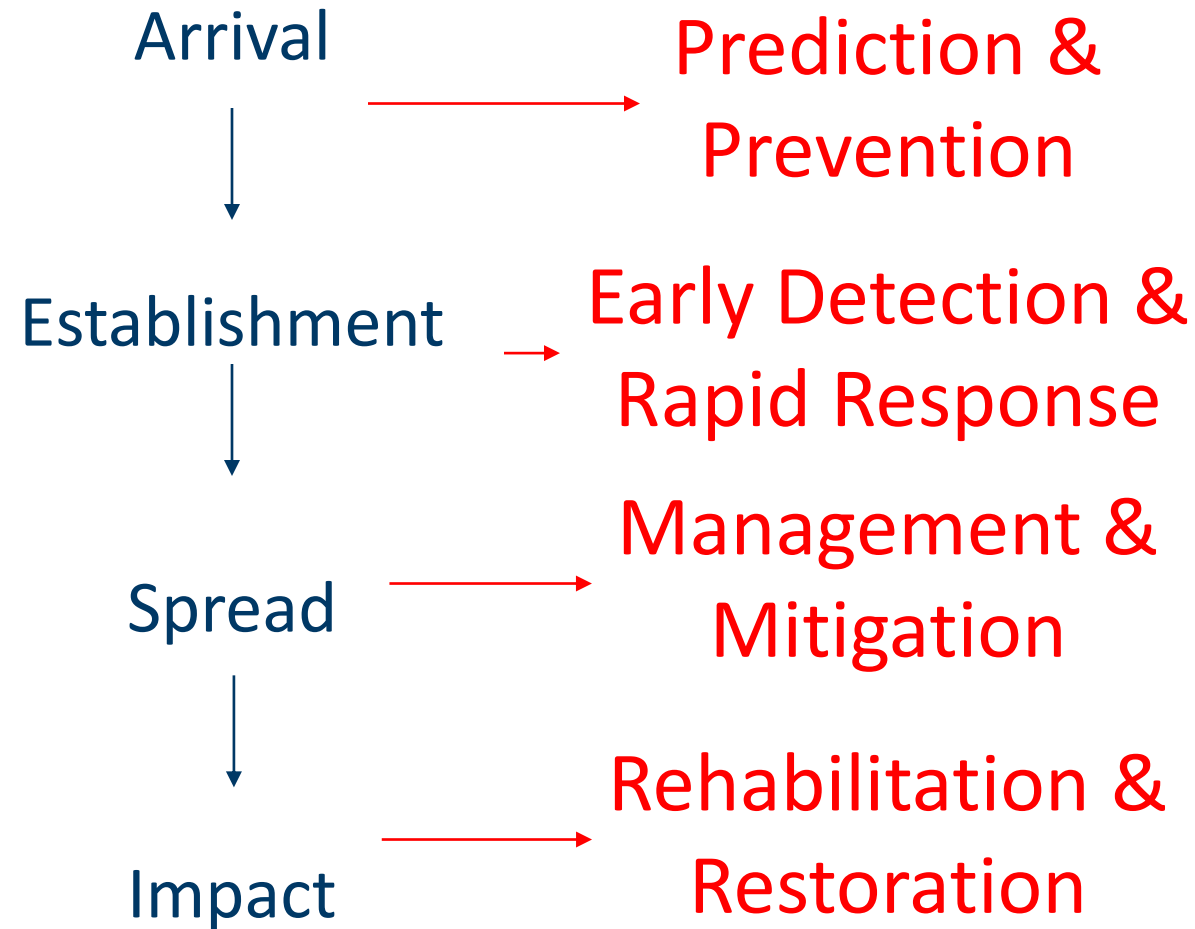 Arrival
Prediction &
Prevention
Establishment
Early Detection &
Rapid Response
Spread
Management &
Mitigation
Impact
Rehabilitation &
Restoration